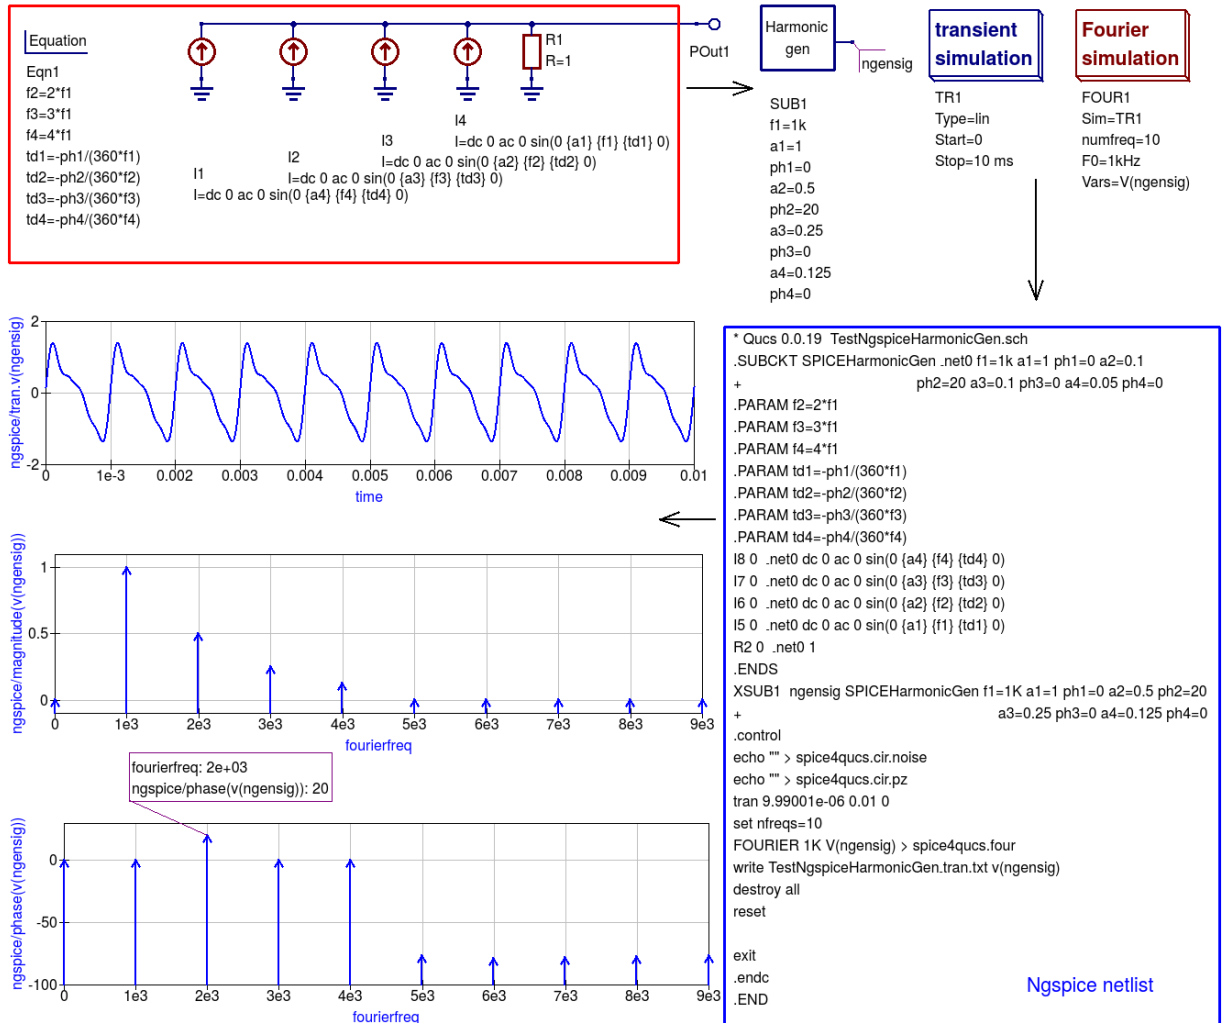 Equation
Eqn1
f2=2*f1
f3=3*f1
f4=4*f1
td1=-ph1/(360*f1)
td2=-ph2/(360*f2)
td3=-ph3/(360*f3)
td4=-ph4/(360*f4)
R1
R=1
I4
I=dc 0 ac 0 sin(0 {a1} {f1} {td1} 0)
I3
I=dc 0 ac 0 sin(0 {a2} {f2} {td2} 0)
I2
I=dc 0 ac 0 sin(0 {a3} {f3} {td3} 0)
I1
I=dc 0 ac 0 sin(0 {a4} {f4} {td4} 0)
POut1
Harmonic
gen
ngensig
SUB1
f1=1k
a1=1
ph1=0
a2=0.5
ph2=20
a3=0.25
ph3=0
a4=0.125
ph4=0
transient
simulation
TR1
Type=lin
Start=0
Stop=10 ms
Fourier
simulation
FOUR1
Sim=TR1
numfreq=10
F0=1kHz
Vars=V(ngensig)
ngspice/tran.v(ngensig)
2
0
-2
0 1e-3 0.002 0.003 0.004 0.005 0.006 0.007 0.008 0.009 0.01
time
ngspice/magnitude(v(ngensig))
1
0.5
0
0 1e3 2e3 3e3 4e3 5e3 6e3 7e3 8e3 9e3
fourierfreq
fourierfreq: 2e+03
ngspice/phase(v(ngensig)): 20
ngspice/phase(v(ngensig))
0
-50
-100
0 1e3 2e3 3e3 4e3 5e3 6e3 7e3 8e3 9e3
fourierfreq
* Qucs 0.0.19 TestNgspiceHarmonicGen.sch
.SUBCKT SPICEHarmonicGen _net0 f1=1k a1=1 ph1=0 a2=0.1
+ ph2=20 a3=0.1 ph3=0 a4=0.05 ph4=0
.PARAM f2=2*f1
.PARAM f3=3*f1
.PARAM f4=4*f1
.PARAM td1=-ph1/(360*f1)
.PARAM td2=-ph2/(360*f2)
.PARAM td3=-ph3/(360*f3)
.PARAM td4=-ph4/(360*f4)
I8 0 _net0 dc 0 ac 0 sin(0 {a4} {f4} {td4} 0)
I7 0 _net0 dc 0 ac 0 sin(0 {a3} {f3} {td3} 0)
I6 0 _net0 dc 0 ac 0 sin(0 {a2} {f2} {td2} 0)
I5 0 _net0 dc 0 ac 0 sin(0 {a1} {f1} {td1} 0)
R2 0 _net0 1
.ENDS
XSUB1 ngensig SPICEHarmonicGen f1=1K a1=1 ph1=0 a2=0.5 ph2=20
+ a3=0.25 ph3=0 a4=0.125 ph4=0
.control
echo "" > spice4qucs.cir.noise
echo "" > spice4qucs.cir.pz
tran 9.99001e-06 0.01 0
set nfreqs=10
FOURIER 1K V(ngensig) > spice4qucs.four
write TestNgspiceHarmonicGen_tran.txt v(ngensig)
destroy all
reset
exit
.endc
.END
Ngspice netlist